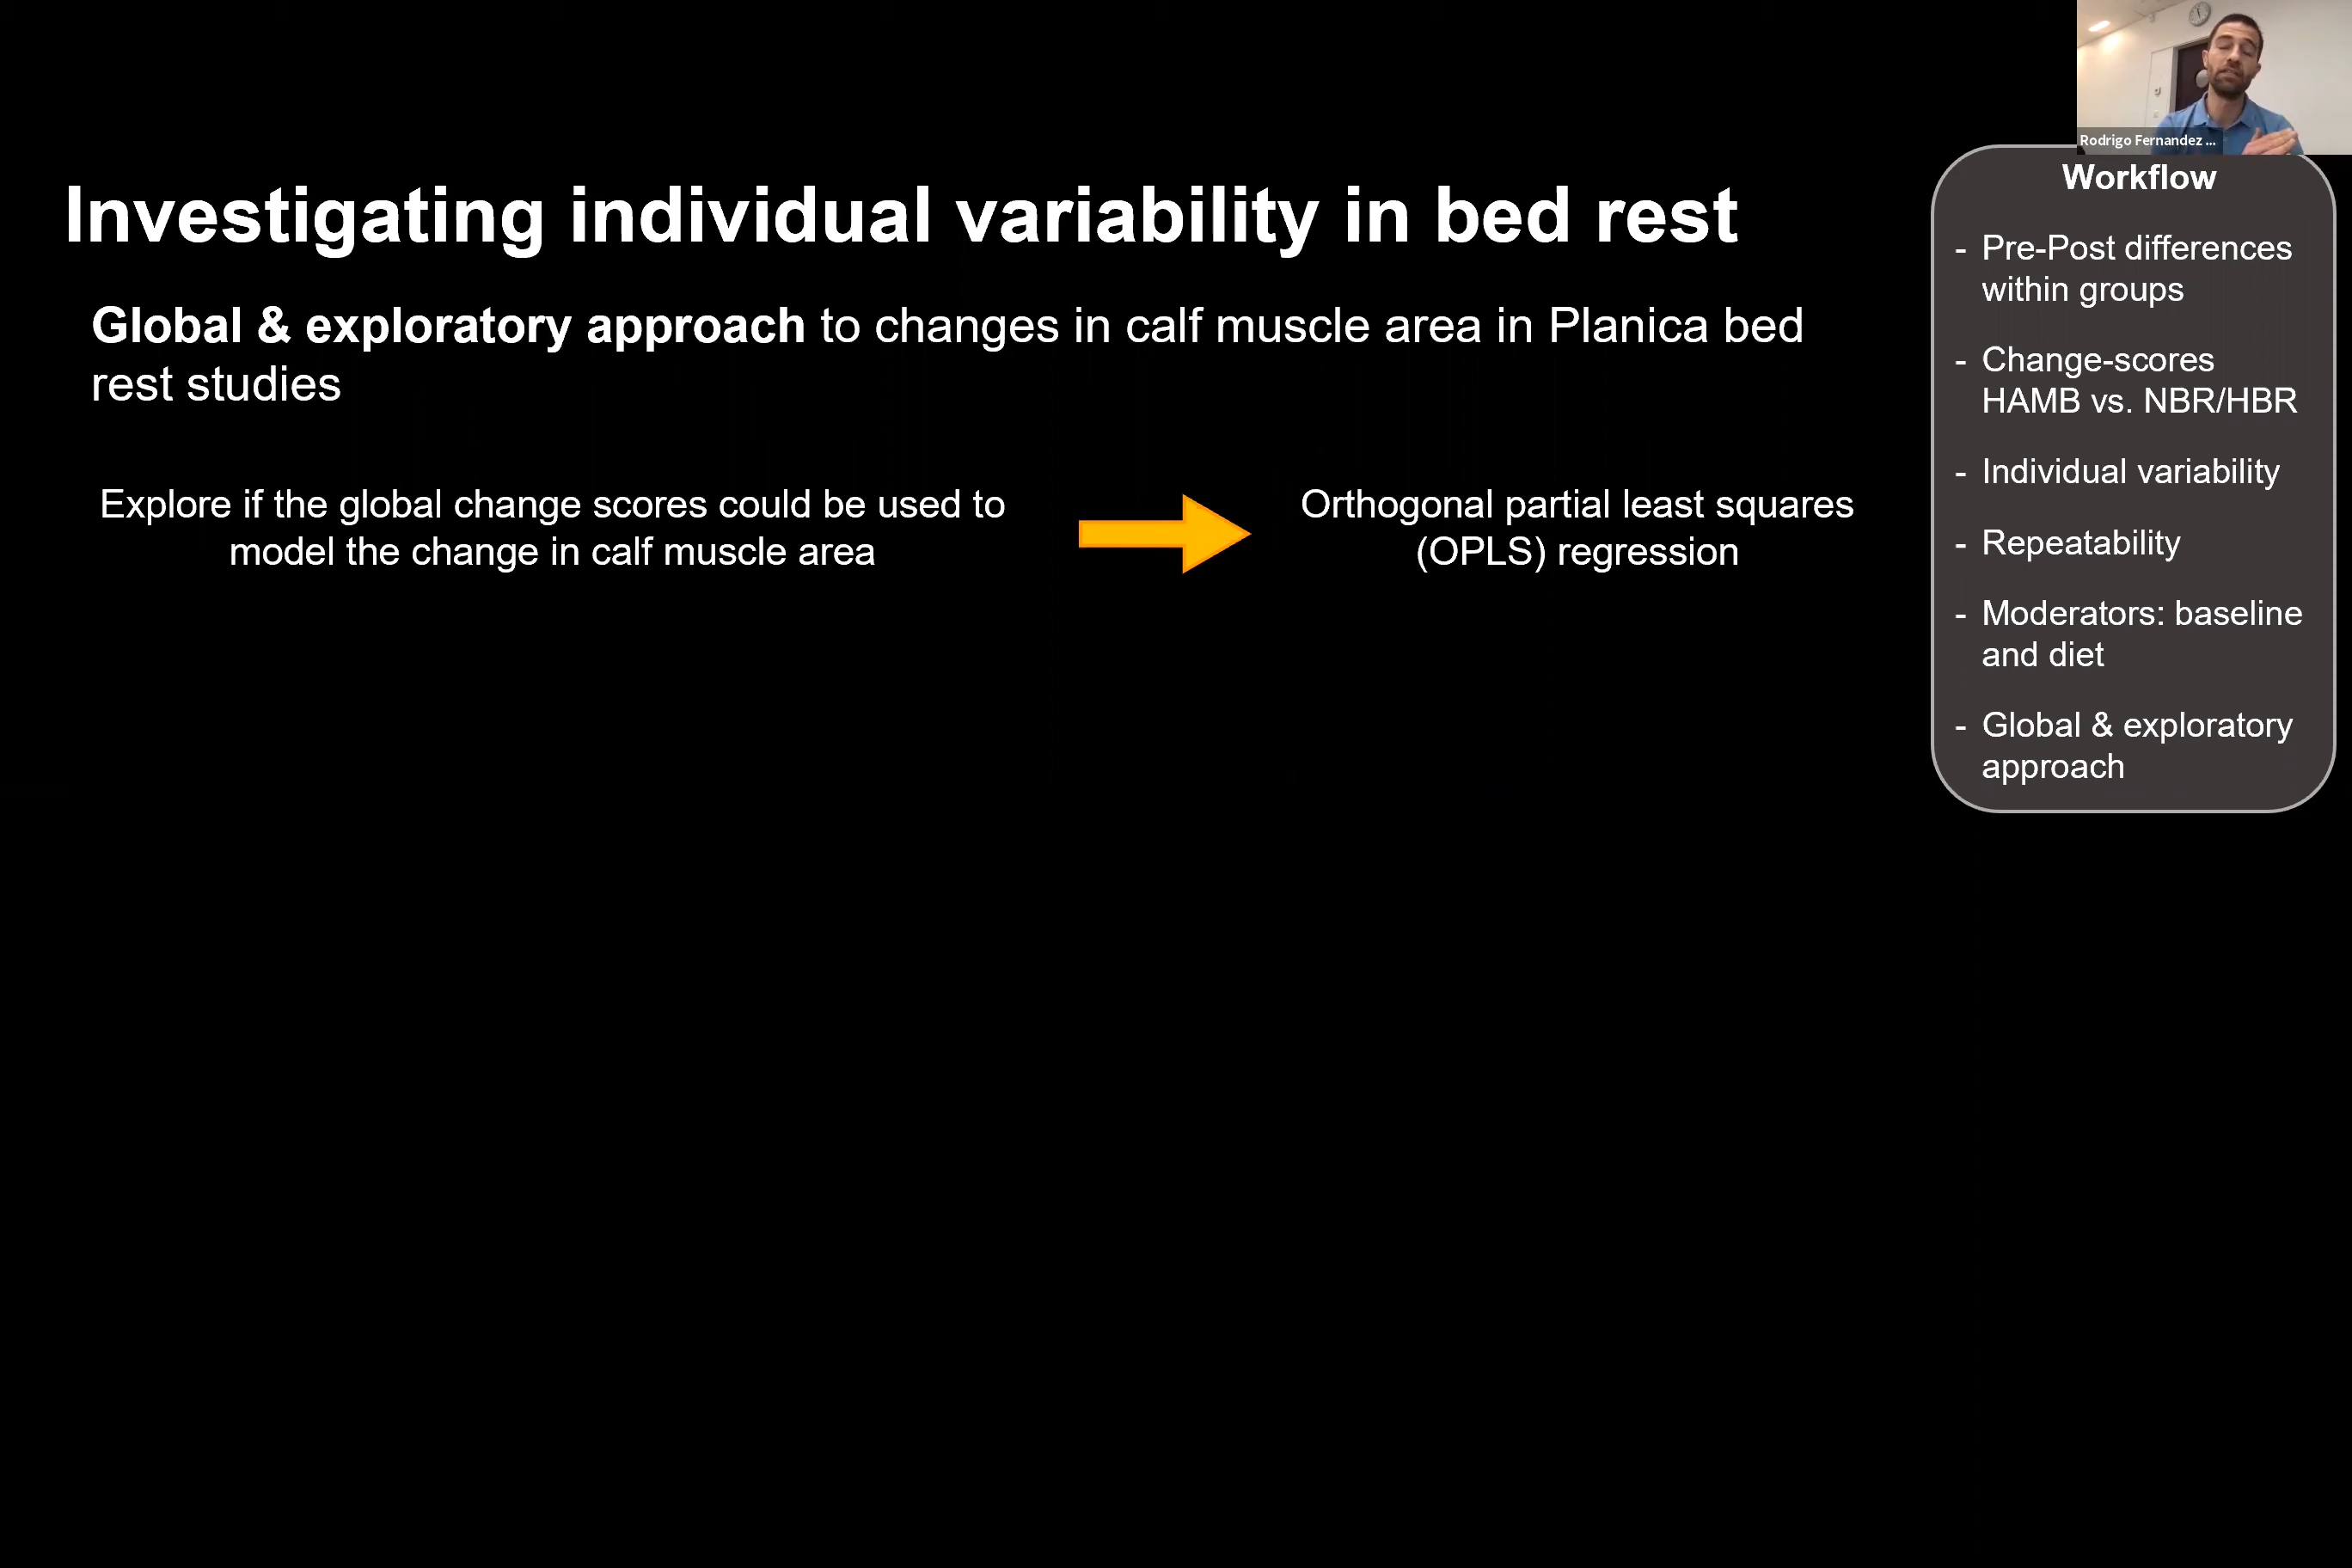 Rodrigo Fernandez ...
Investigating individual variability in bed rest
Global & exploratory approach to changes in calf muscle area in Planica bed
rest studies
Explore if the global change scores could be used to
model the change in calf muscle area
Orthogonal partial least squares
(OPLS) regression
Workflow
- Pre-Post differences
within groups
- Change-scores
HAMB vs. NBR/HBR
- Individual variability
- Repeatability
- Moderators: baseline
and diet
- Global & exploratory
approach